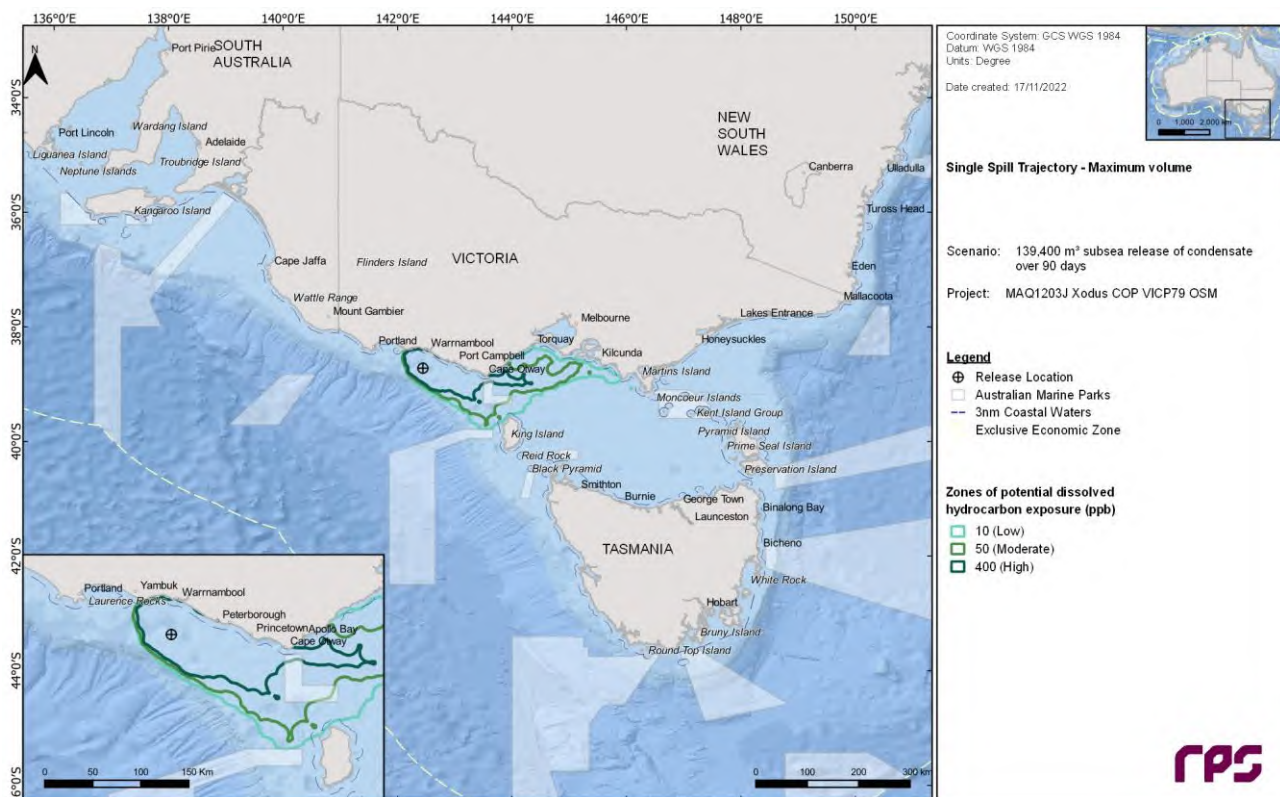 136°0'E 138°0'E 140°0'E 142°0'E 144°0'E 146°0'E 148°0'E 150°0'E
34°0'S
36°0'S
38°0'S
40°0'S
42°0'S
44°0'S
6°0'S
N
Port Pirie
SOUTH
AUSTRALIA
Wardang Island
Port Lincoln
Adelaide
Liguanea Island
Troubridge Island
Neptune Islands
Kangaroo Island
NEW
SOUTH
WALES
Canberra
Ulladulla
Tuross Head
Cape Jaffa
Flinders Island
VICTORIA
Eden
Wattle Range
Mount Gambier
Mallacoota
Melbourne
Lakes Entrance
Portland
Warrnambool
Torquay
Honeysuckles
Port Campbell
Kilcunda
Cape Otway
Martins Island
Moncoeur Islands
Kent Island Group
King Island
Pyramid Island
Prime Seal Island
Reid Rock
Black Pyramid
Preservation Island
Smithton
Burnie
George Town
Binalong Bay
Launceston
Bicheno
TASMANIA
White Rock
Hobart
Bruny Island
Round Top Island
Portland
Yambuk
Laurence Rocks
Warrnambool
Peterborough
Princetown
Apollo Bay
Cape Otway
0 50 100 150 Km
0 100 200 300 km
Coordinate System: GCS WGS 1984
Datum: WGS 1984
Units: Degree
Date created: 17/11/2022
0 1,000 2,000 km
Single Spill Trajectory - Maximum volume
Scenario: 139,400 m³ subsea release of condensate
over 90 days
Project: MAQ1203J Xodus COP VICP79 OSM
Legend
Release Location
Australian Marine Parks
3nm Coastal Waters
Exclusive Economic Zone
Zones of potential dissolved
hydrocarbon exposure (ppb)
10 (Low)
50 (Moderate)
400 (High)
rps